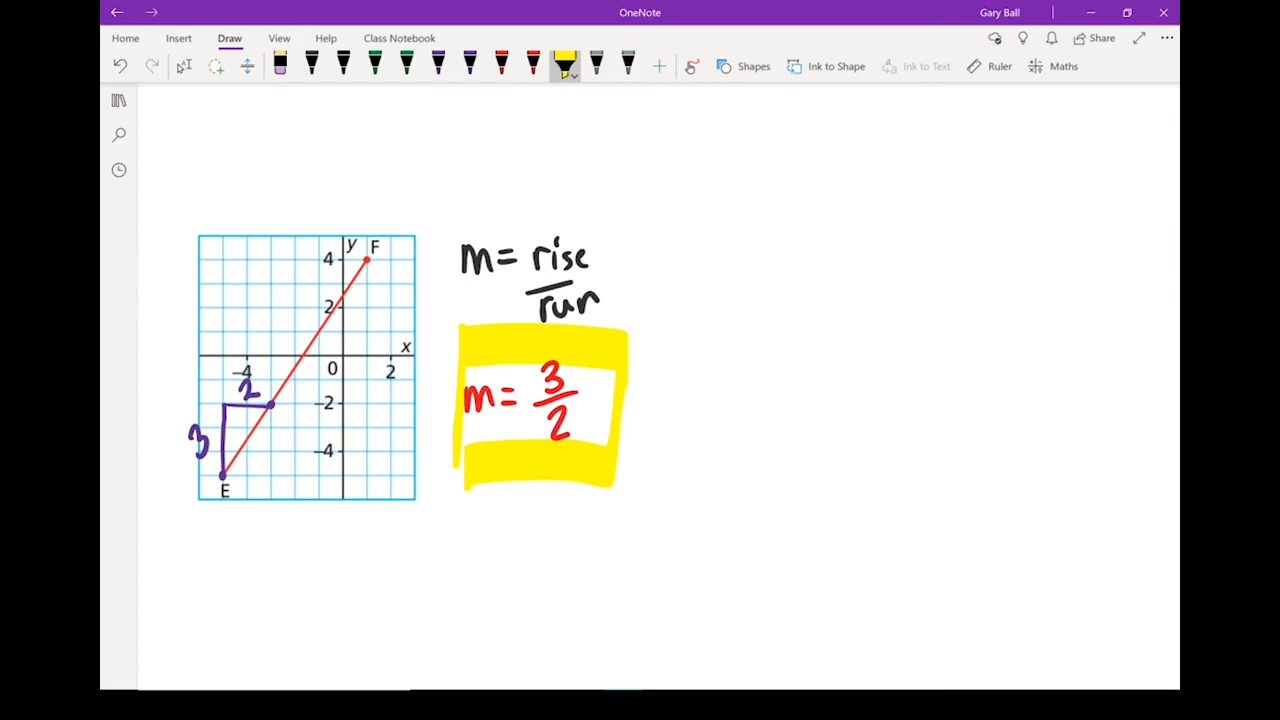 OneNote
Gary Ball
Home Insert Draw View Help Class Notebook
Share
Shapes Ink to Shape Ink to Text Ruler Maths
y F
4
2
x
-4 0 2
2
-2
3
-4
E
m = rise
run
m = 3
2